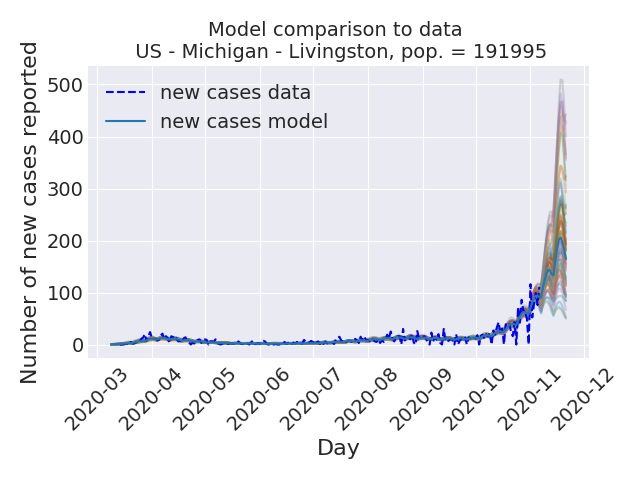 Model comparison to data
US - Michigan - Livingston, pop. = 191995
Number of new cases reported
500
400
300
200
100
0
new cases data
new cases model
2020-03
2020-04
2020-05
2020-06
2020-07
2020-08
2020-09
2020-10
2020-11
2020-12
Day